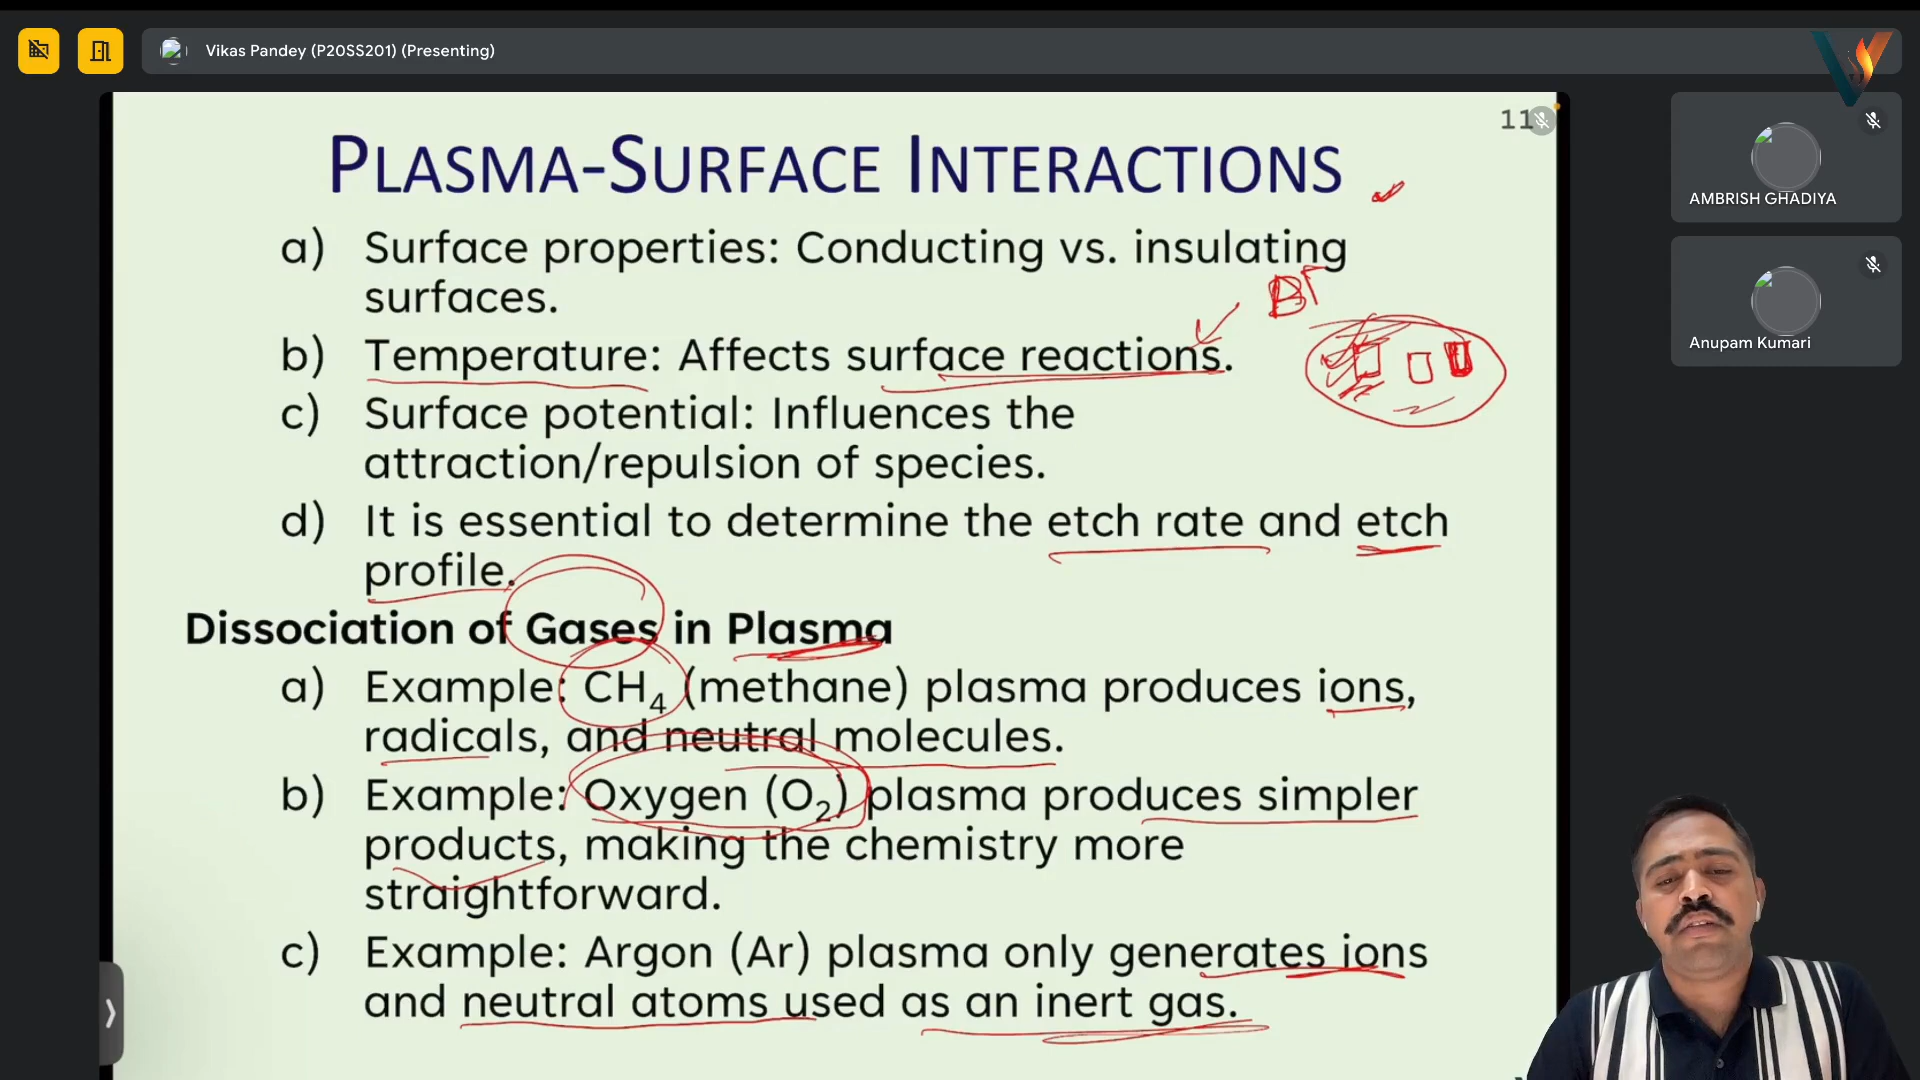 Vikas Pandey (P20SS201) (Presenting)
11
PLASMA-SURFACE INTERACTIONS
a) Surface properties: Conducting vs. insulating
surfaces.
Br
b) Temperature: Affects surface reactions.
c) Surface potential: Influences the
attraction/repulsion of species.
d) It is essential to determine the etch rate and etch
profile.
Dissociation of Gases in Plasma
a) Example: CH₄ (methane) plasma produces ions,
radicals, and neutral molecules.
b) Example: Oxygen (O₂) plasma produces simpler
products, making the chemistry more
straightforward.
c) Example: Argon (Ar) plasma only generates ions
and neutral atoms used as an inert gas.
AMBRISH GHADIYA
Anupam Kumari